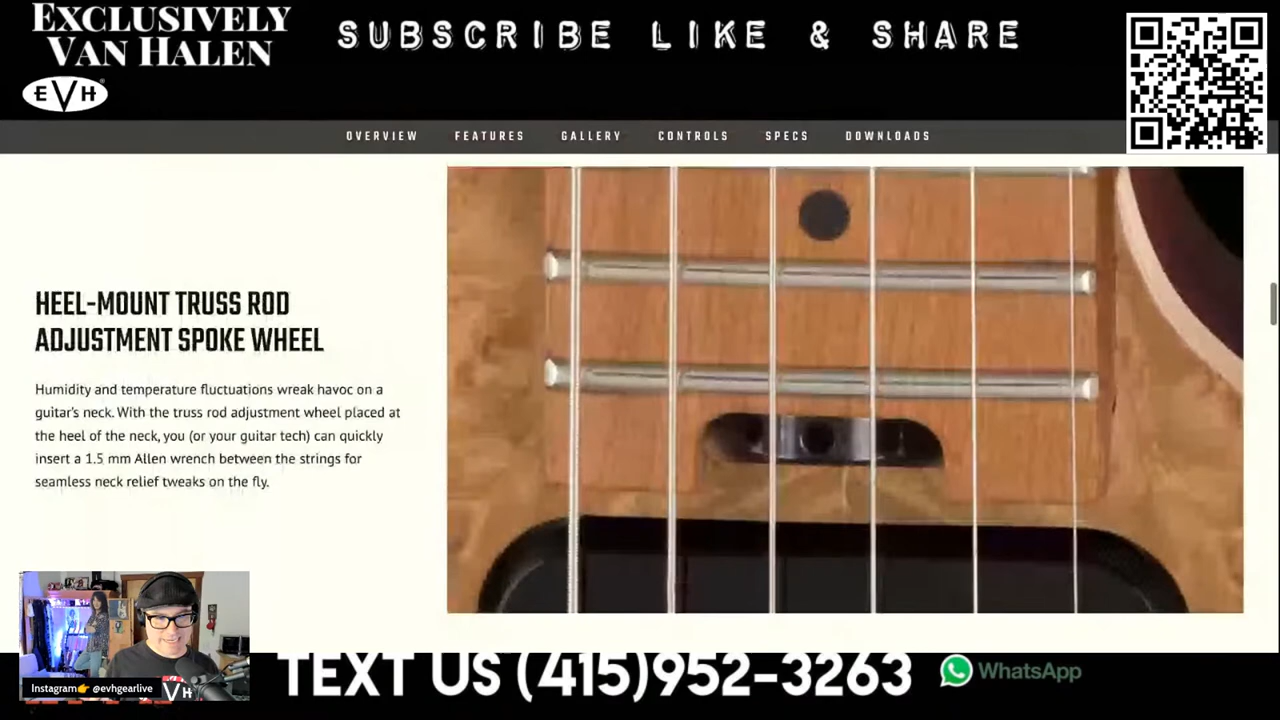 EXCLUSIVELY
VAN HALEN
EVH
SUBSCRIBE LIKE & SHARE
OVERVIEW FEATURES GALLERY CONTROLS SPECS DOWNLOADS
HEEL-MOUNT TRUSS ROD
ADJUSTMENT SPOKE WHEEL
Humidity and temperature fluctuations wreak havoc on a
guitar's neck. With the truss rod adjustment wheel placed at
the heel of the neck, you (or your guitar tech) can quickly
insert a 1.5 mm Allen wrench between the strings for
seamless neck relief tweaks on the fly.
Instagram👉 @evhgearlive
VH
TEXT US (415)952-3263
WhatsApp